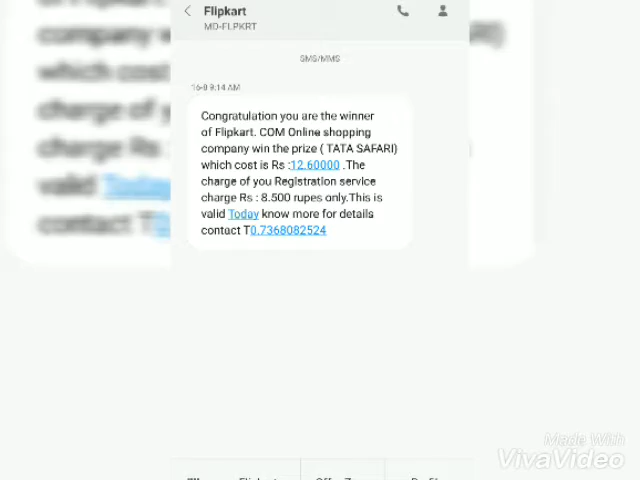 Flipkart
MD-FLPKRT
SMS/MMS
16-8 9:14 AM
Congratulation you are the winner
of Flipkart. COM Online shopping
company win the prize ( TATA SAFARI)
which cost is Rs :12.60000 .The
charge of you Registration service
charge Rs : 8.500 rupes only.This is
valid Today know more for details
contact T0.7368082524
Made With
VivaVideo